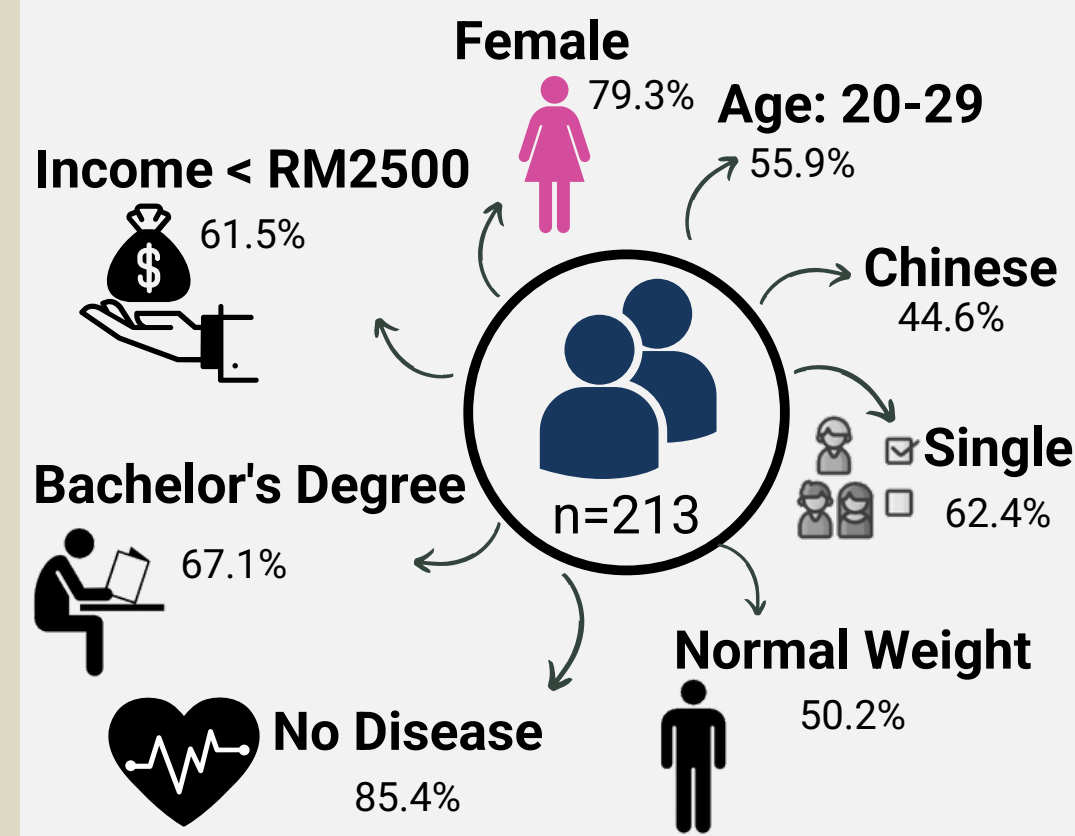 Female
79.3%
Age: 20-29
55.9%
Income < RM2500
61.5%
$
Chinese
44.6%
Single
62.4%
Bachelor's Degree
67.1%
n=213
Normal Weight
50.2%
No Disease
85.4%